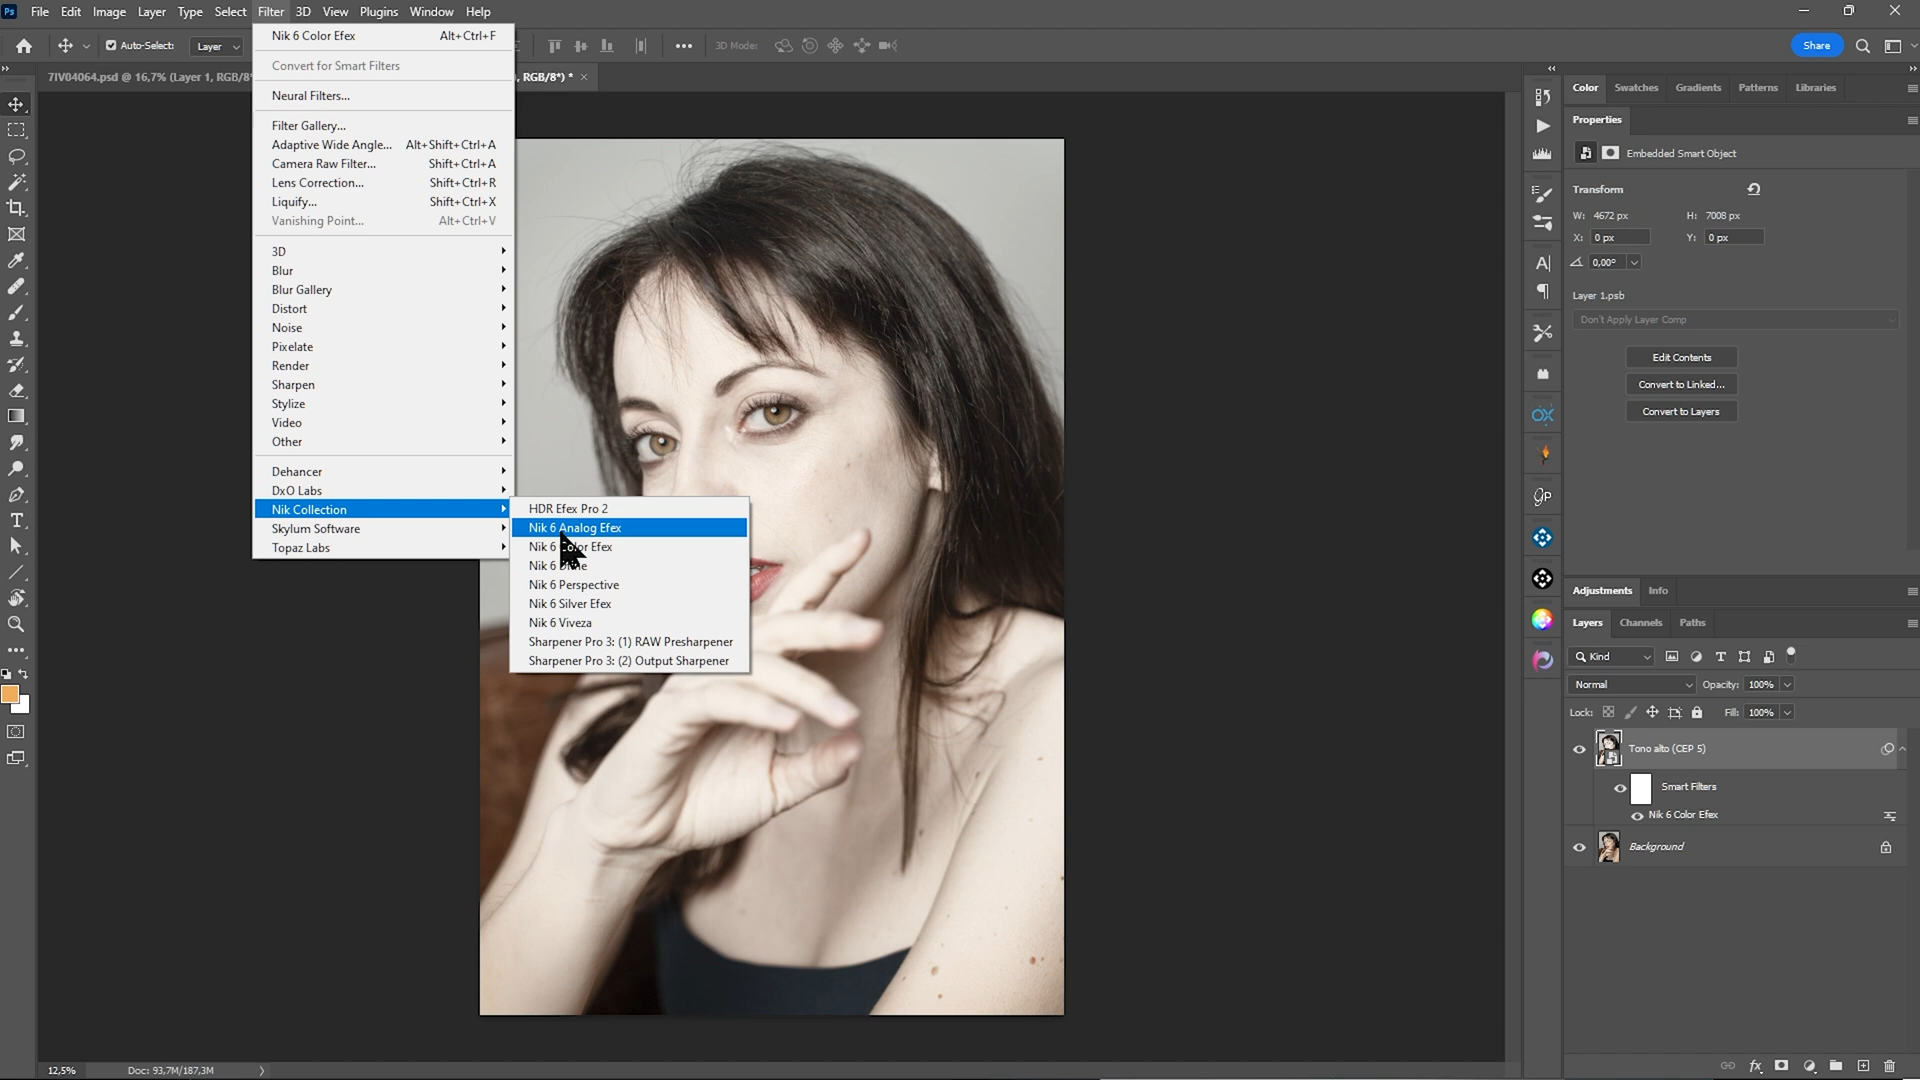 Ps File Edit Image Layer Type Select Filter 3D View Plugins Window Help
Auto-Select: Layer
3D Mode:
Share
7IV04064.psd @ 16,7% (Layer 1, RGB/8*
, RGB/8*) *
Nik 6 Color Efex Alt+Ctrl+F
Convert for Smart Filters
Neural Filters...
Filter Gallery...
Adaptive Wide Angle... Alt+Shift+Ctrl+A
Camera Raw Filter... Shift+Ctrl+A
Lens Correction... Shift+Ctrl+R
Liquify... Shift+Ctrl+X
Vanishing Point... Alt+Ctrl+V
3D
Blur
Blur Gallery
Distort
Noise
Pixelate
Render
Sharpen
Stylize
Video
Other
Dehancer
DxO Labs
Nik Collection
Skylum Software
Topaz Labs
HDR Efex Pro 2
Nik 6 Analog Efex
Nik 6 Color Efex
Nik 6
Nik 6 Perspective
Nik 6 Silver Efex
Nik 6 Viveza
Sharpener Pro 3: (1) RAW Presharpener
Sharpener Pro 3: (2) Output Sharpener
Color Swatches Gradients Patterns Libraries
Properties
Embedded Smart Object
Transform
W: 4672 px H: 7008 px
X: 0 px Y: 0 px
0,00°
Layer 1.psb
Don't Apply Layer Comp
Edit Contents
Convert to Linked...
Convert to Layers
Adjustments Info
Layers Channels Paths
Kind
Normal Opacity: 100%
Lock: Fill: 100%
Tono alto (CEP 5)
Smart Filters
Nik 6 Color Efex
Background
fx
12,5% Doc: 93,7M/187,3M